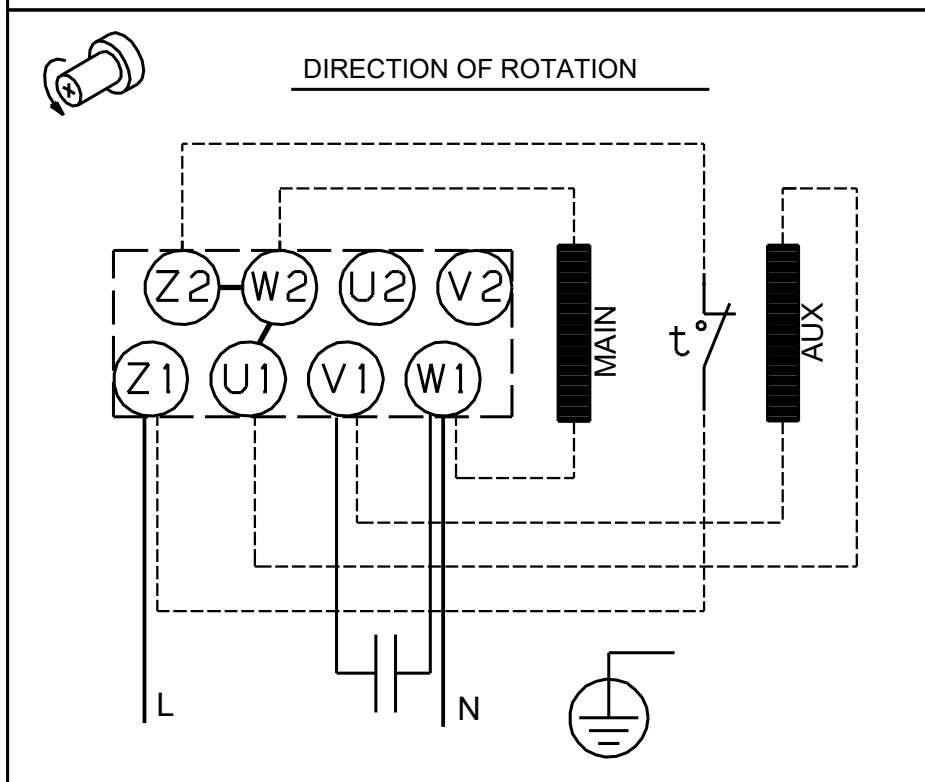 DIRECTION OF ROTATION
Z2 W2 U2 V2
Z1 U1 V1 W1
MAIN
t°
AUX
L
N